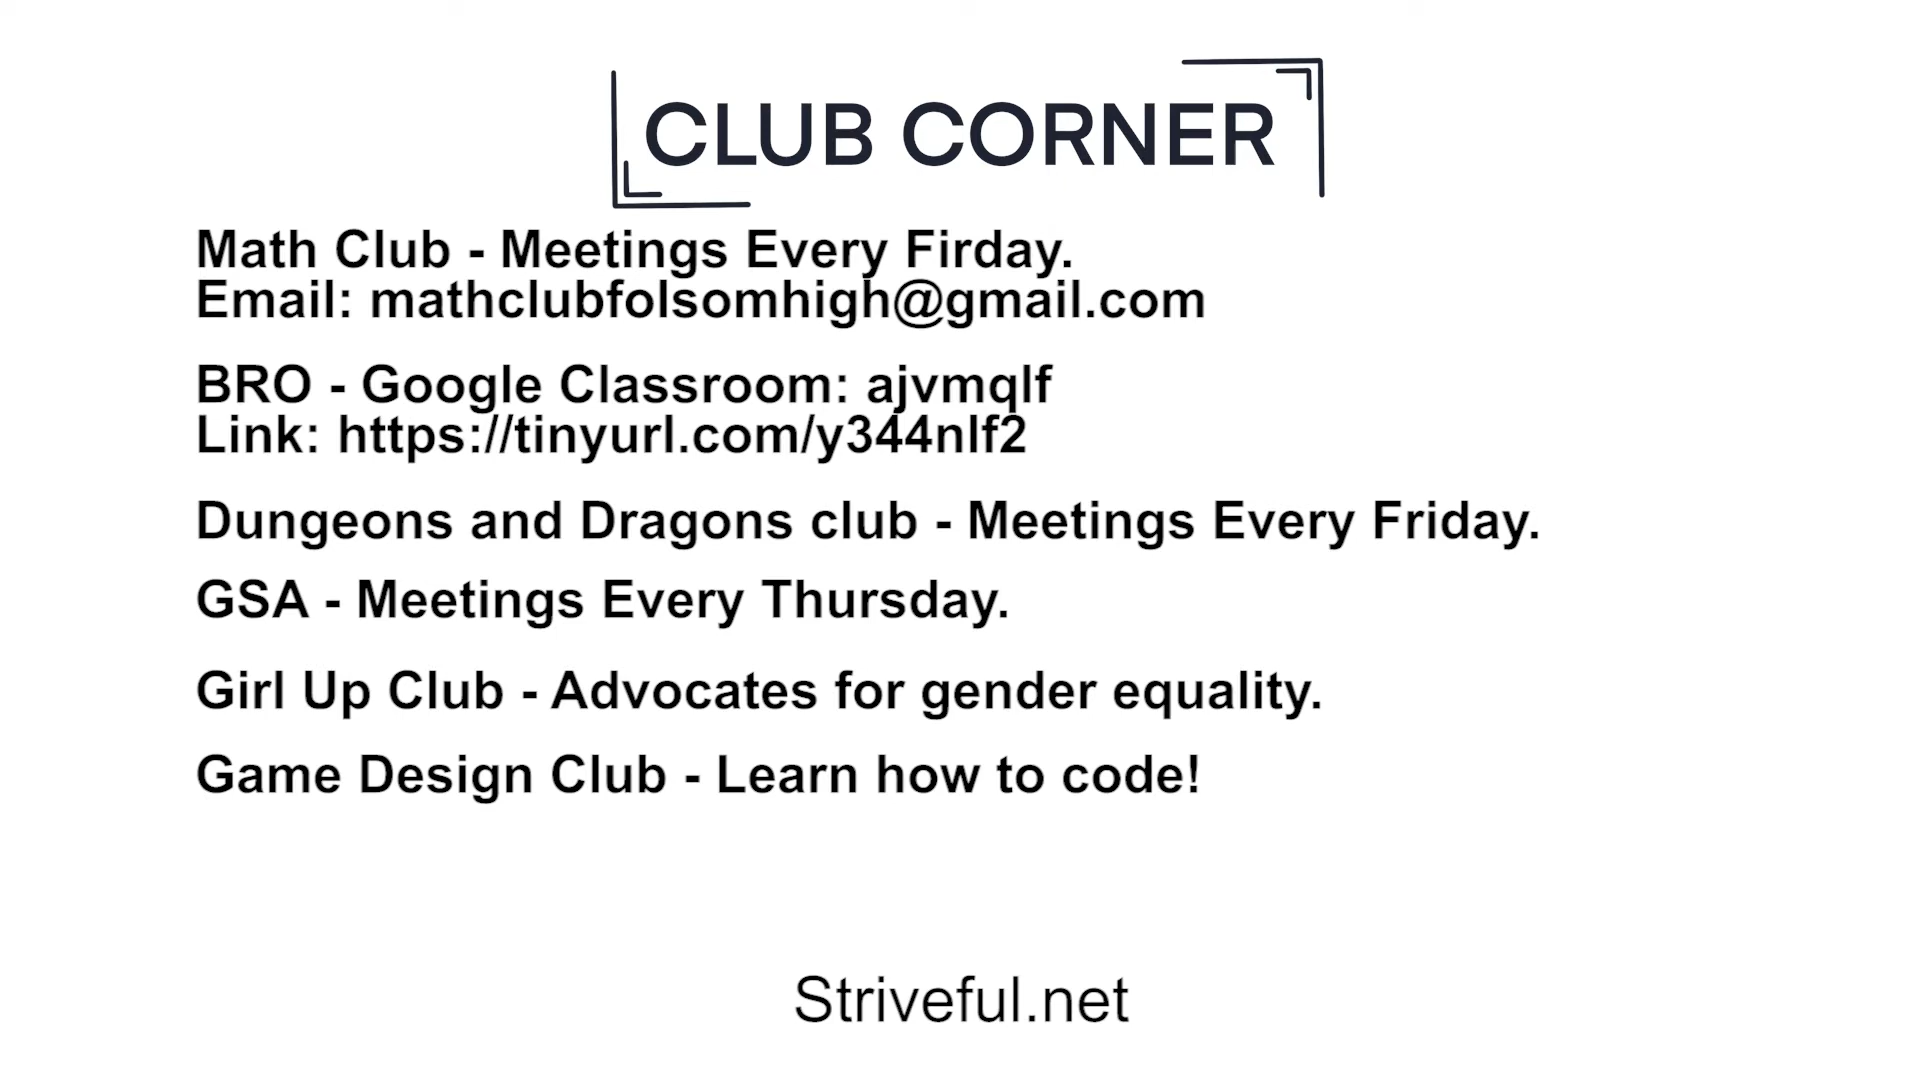 CLUB CORNER
Math Club - Meetings Every Firday.
Email: mathclubfolsomhigh@gmail.com
BRO - Google Classroom: ajvmqlf
Link: https://tinyurl.com/y344nlf2
Dungeons and Dragons club - Meetings Every Friday.
GSA - Meetings Every Thursday.
Girl Up Club - Advocates for gender equality.
Game Design Club - Learn how to code!
Striveful.net